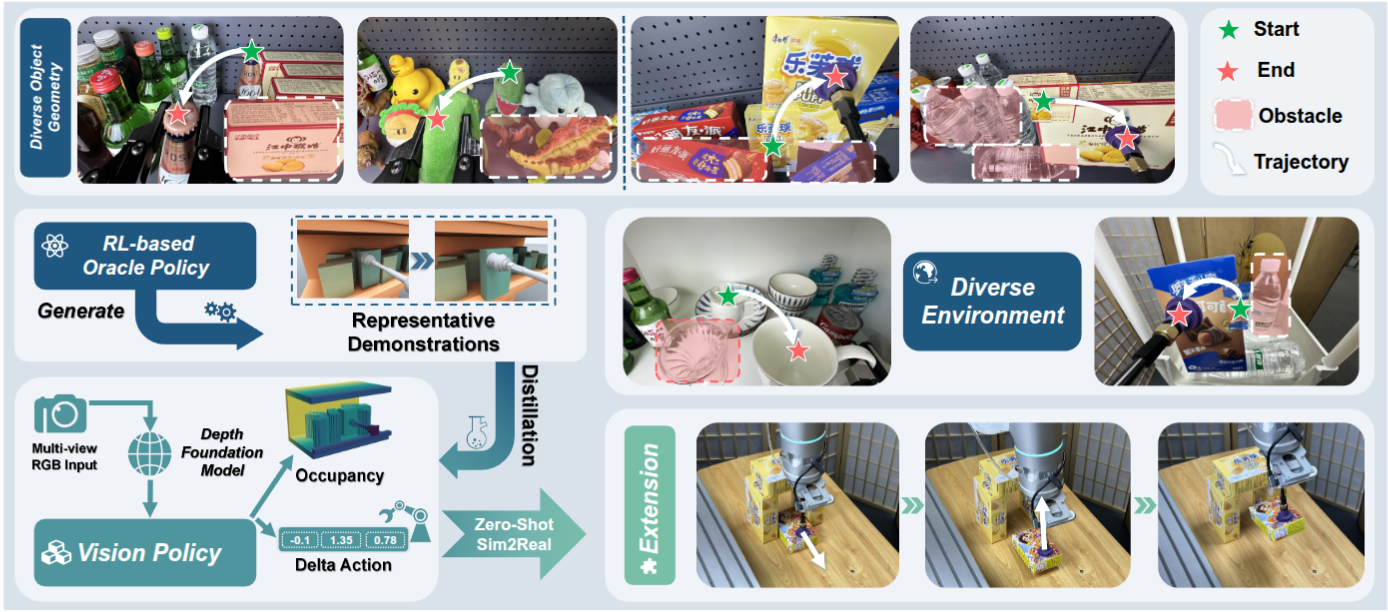 Diverse Object
Geometry
Start
End
Obstacle
Trajectory
RL-based
Oracle Policy
Generate
Representative
Demonstrations
Distillation
Diverse
Environment
Multi-view
RGB Input
Depth
Foundation
Model
Occupancy
Vision Policy
-0.1 1.35 0.78
Delta Action
Zero-Shot
Sim2Real
Extension